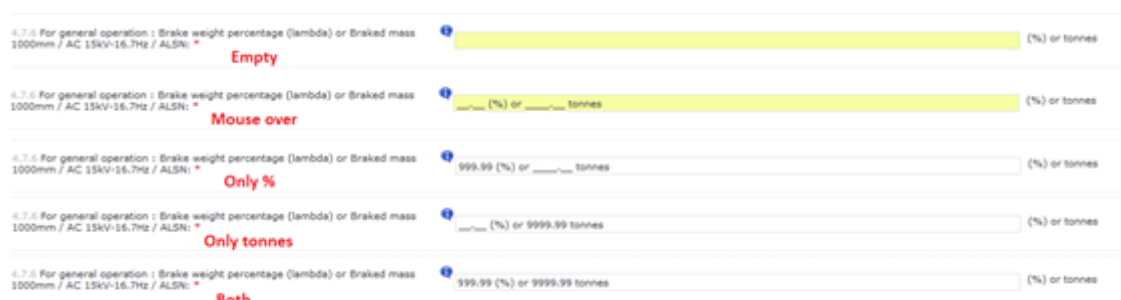 4.7.6 For general operation : Brake weight percentage (lambda) or Braked mass
1000mm / AC 15kV-16.7Hz / ALSN: *
(%) or tonnes
Empty
4.7.6 For general operation : Brake weight percentage (lambda) or Braked mass
1000mm / AC 15kV-16.7Hz / ALSN: *
__.__ (%) or ____.__ tonnes
(%) or tonnes
Mouse over
4.7.6 For general operation : Brake weight percentage (lambda) or Braked mass
1000mm / AC 15kV-16.7Hz / ALSN: *
999.99 (%) or ____.__ tonnes
(%) or tonnes
Only %
4.7.6 For general operation : Brake weight percentage (lambda) or Braked mass
1000mm / AC 15kV-16.7Hz / ALSN: *
__.__ (%) or 9999.99 tonnes
(%) or tonnes
Only tonnes
4.7.6 For general operation : Brake weight percentage (lambda) or Braked mass
1000mm / AC 15kV-16.7Hz / ALSN: *
999.99 (%) or 9999.99 tonnes
(%) or tonnes
Both